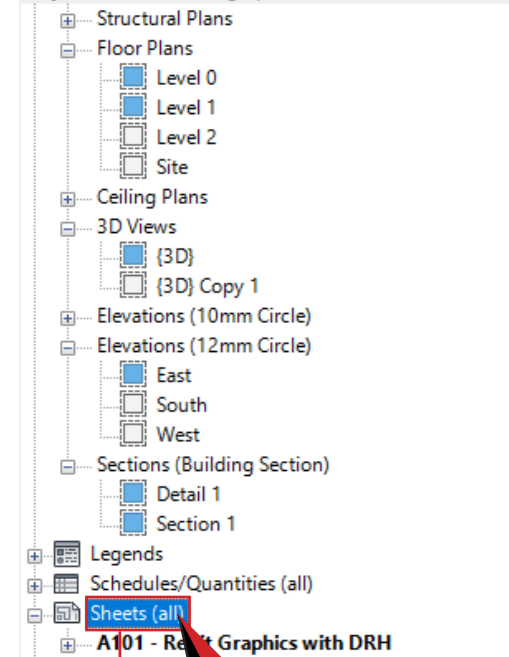 Structural Plans
Floor Plans
Level 0
Level 1
Level 2
Site
Ceiling Plans
3D Views
{3D}
{3D} Copy 1
Elevations (10mm Circle)
Elevations (12mm Circle)
East
South
West
Sections (Building Section)
Detail 1
Section 1
Legends
Schedules/Quantities (all)
Sheets (all)
A101 - Revit Graphics with DRH